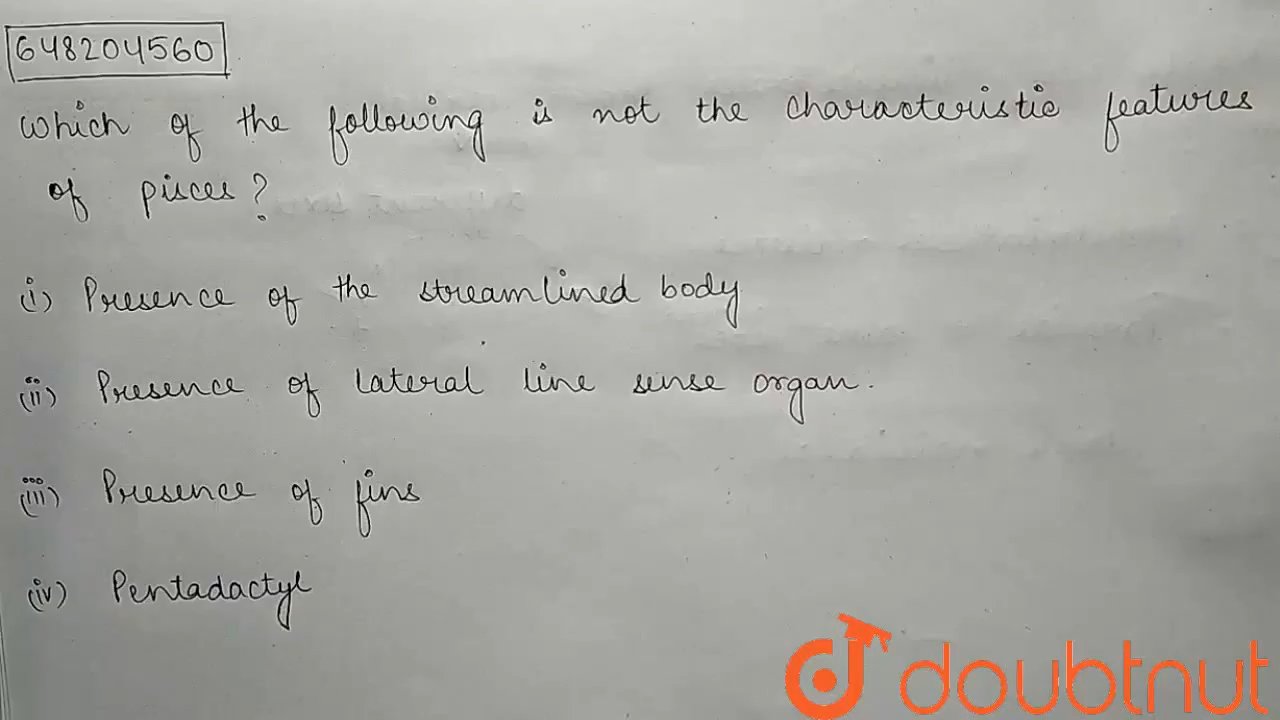 648204560
Which of the following is not the characteristic features
of pisces?
(i) Presence of the streamlined body
(ii) Presence of lateral line sense organ.
(iii) Presence of fins
(iv) Pentadactyl
doubtnut